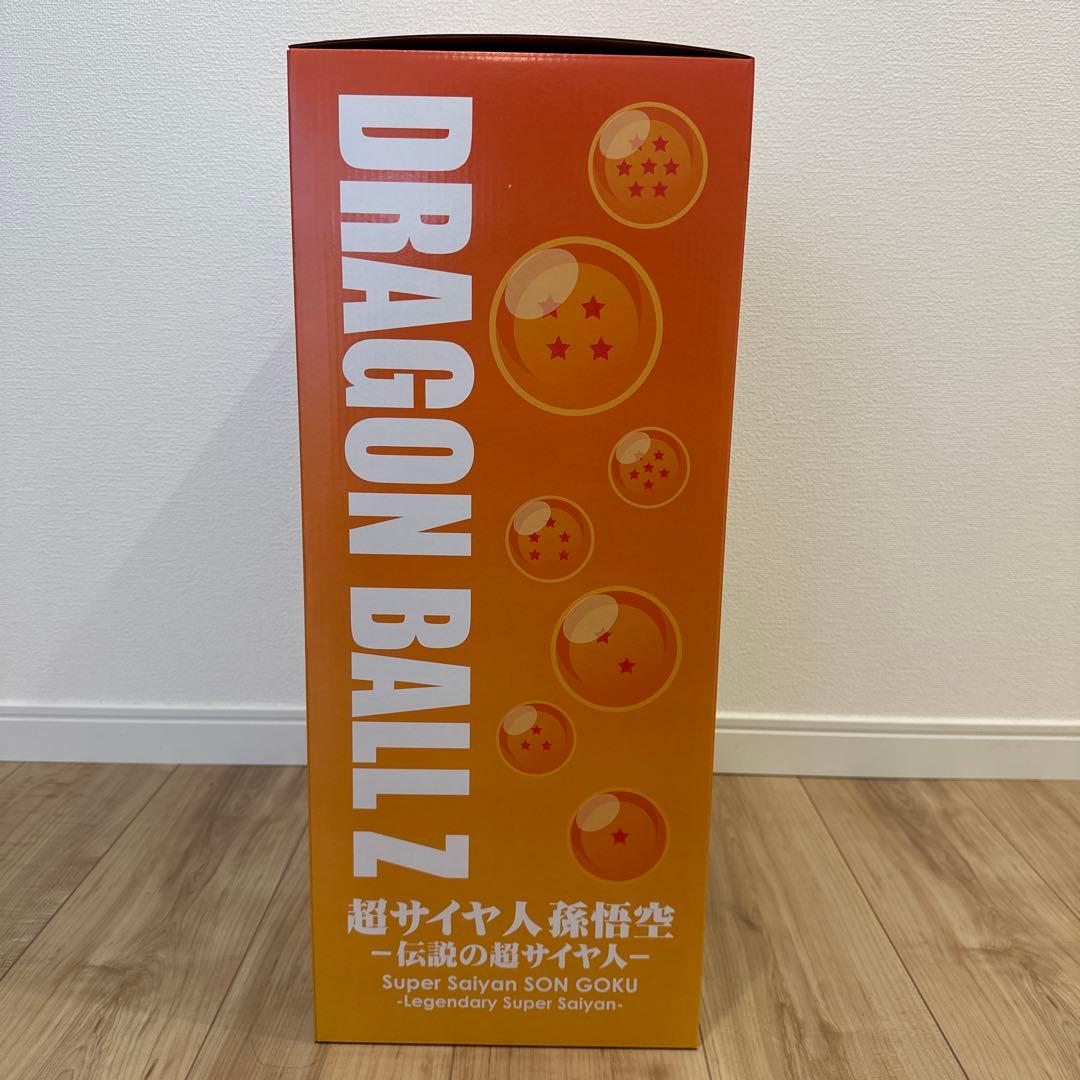 DRAGON BALL Z
超サイヤ人孫悟空
−伝説の超サイヤ人−
Super Saiyan SON GOKU
-Legendary Super Saiyan-